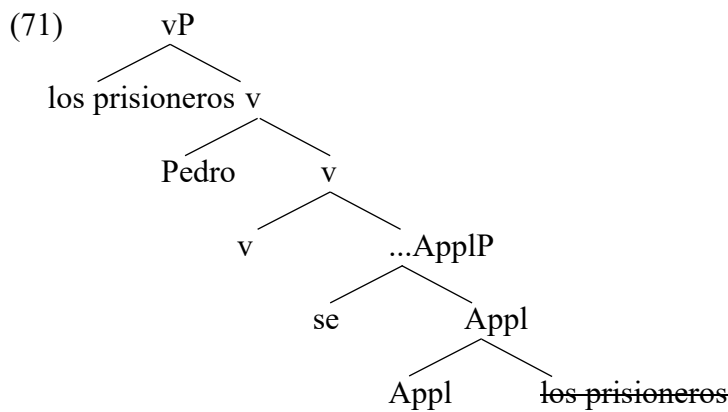 (71) vP
los prisioneros v
Pedro v
v ...ApplP
se Appl
Appl los prisioneros